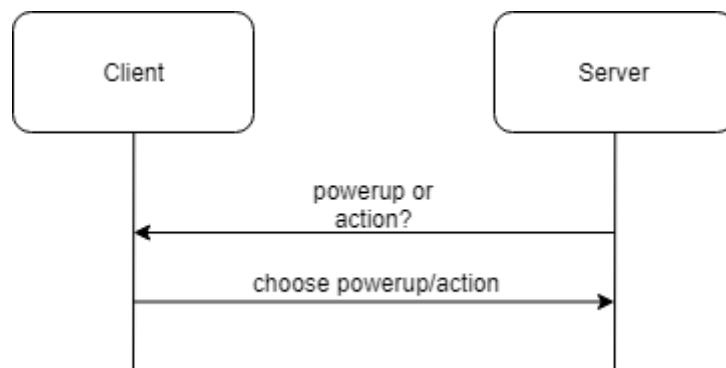 Client
Server
powerup or
action?
choose powerup/action